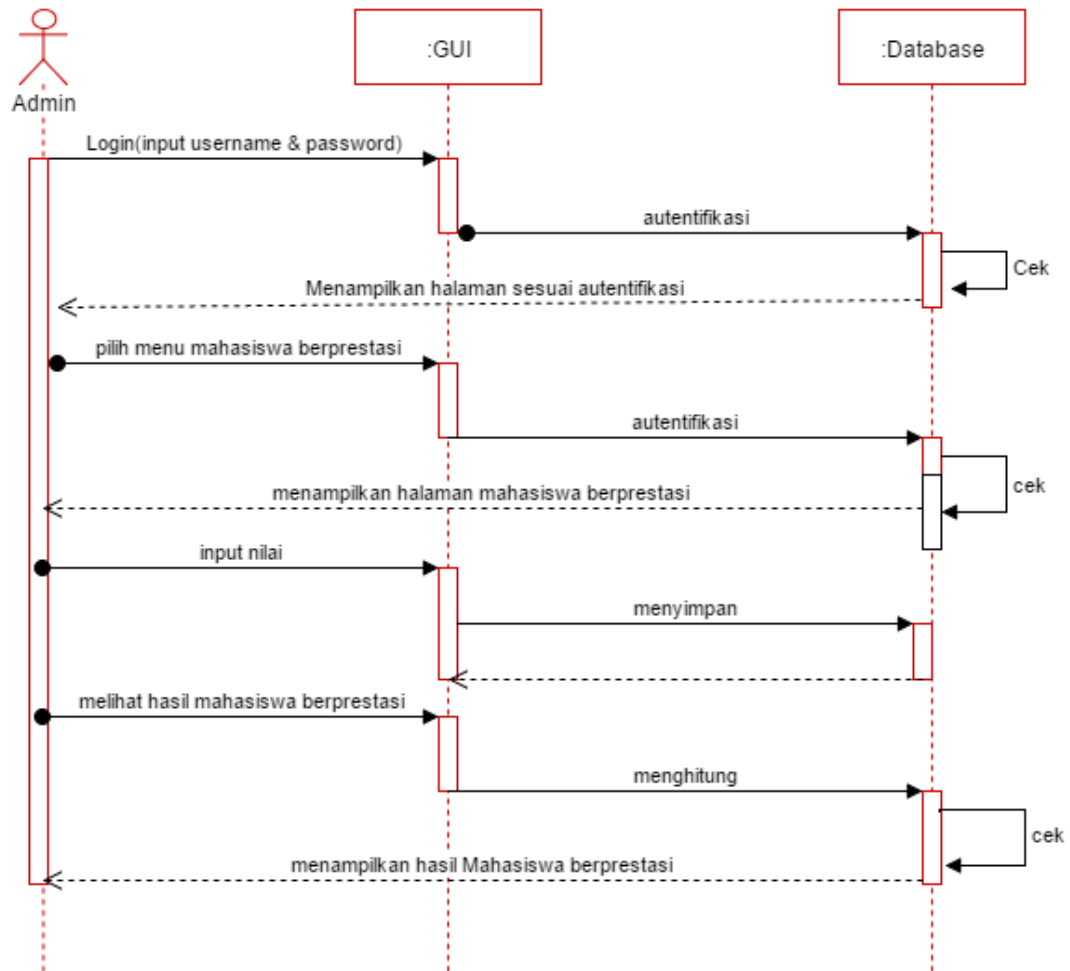 Admin
:GUI
:Database
Login(input username & password)
autentifikasi
Cek
Menampilkan halaman sesuai autentifikasi
pilih menu mahasiswa berprestasi
autentifikasi
cek
menampilkan halaman mahasiswa berprestasi
input nilai
menyimpan
melihat hasil mahasiswa berprestasi
menghitung
cek
menampilkan hasil Mahasiswa berprestasi